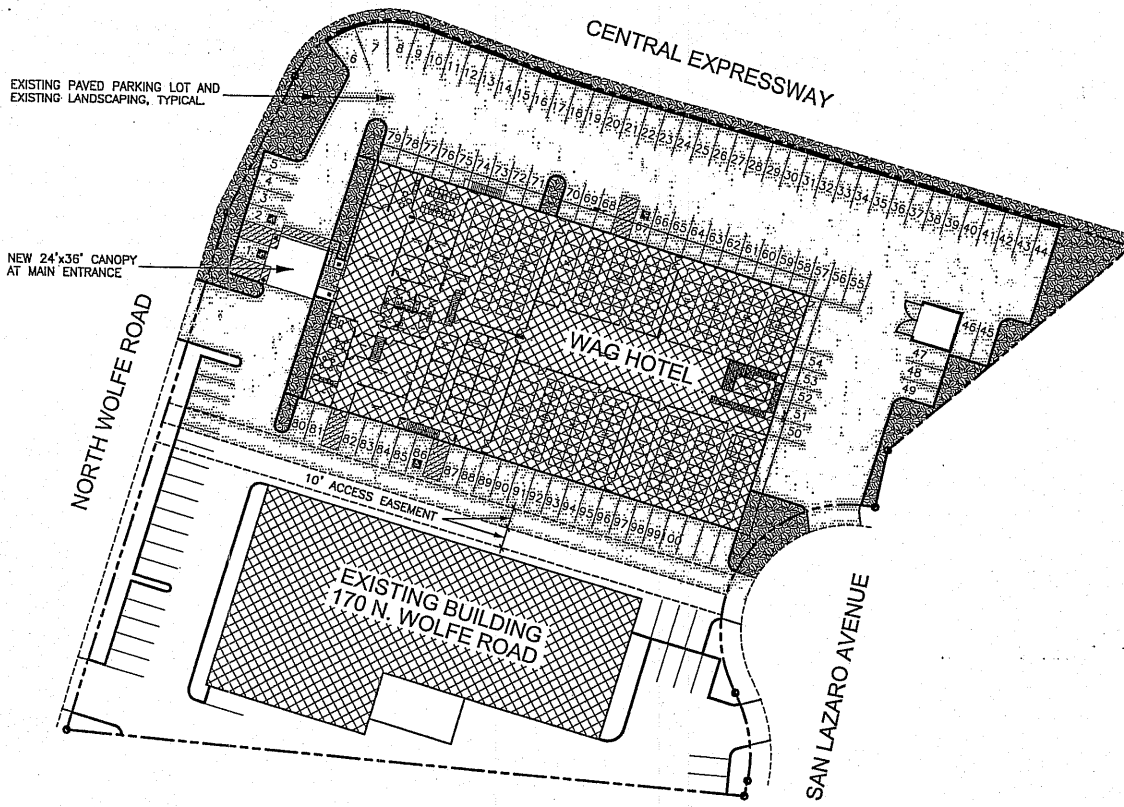 CENTRAL EXPRESSWAY
EXISTING PAVED PARKING LOT AND
EXISTING LANDSCAPING, TYPICAL.
6 7 8 9 10 11 12 13 14 15 16 17 18 19 20 21 22 23 24 25 26 27 28 29 30 31 32 33 34 35 36 37 38 39 40 41 42 43 44
79 78 77 76 75 74 73 72 71 70 69 68 67 66 65 64 63 62 61 60 59 58 57 56 55
5
4
3
2
1
NEW 24'x36' CANOPY
AT MAIN ENTRANCE
46 45
47
48
49
WAG HOTEL
54
53
52
51
50
NORTH WOLFE ROAD
80 81 82 83 84 85 86 87 88 89 90 91 92 93 94 95 96 97 98 99 100
10' ACCESS EASEMENT
EXISTING BUILDING
170 N. WOLFE ROAD
SAN LAZARO AVENUE